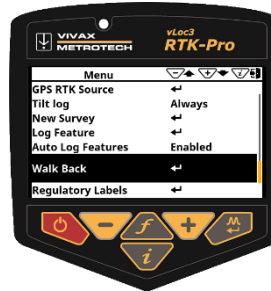 VIVAX
METROTECH
vLoc3
RTK-Pro
Menu
GPS RTK Source
Tilt log Always
New Survey
Log Feature
Auto Log Features Enabled
Walk Back
Regulatory Labels
f
i